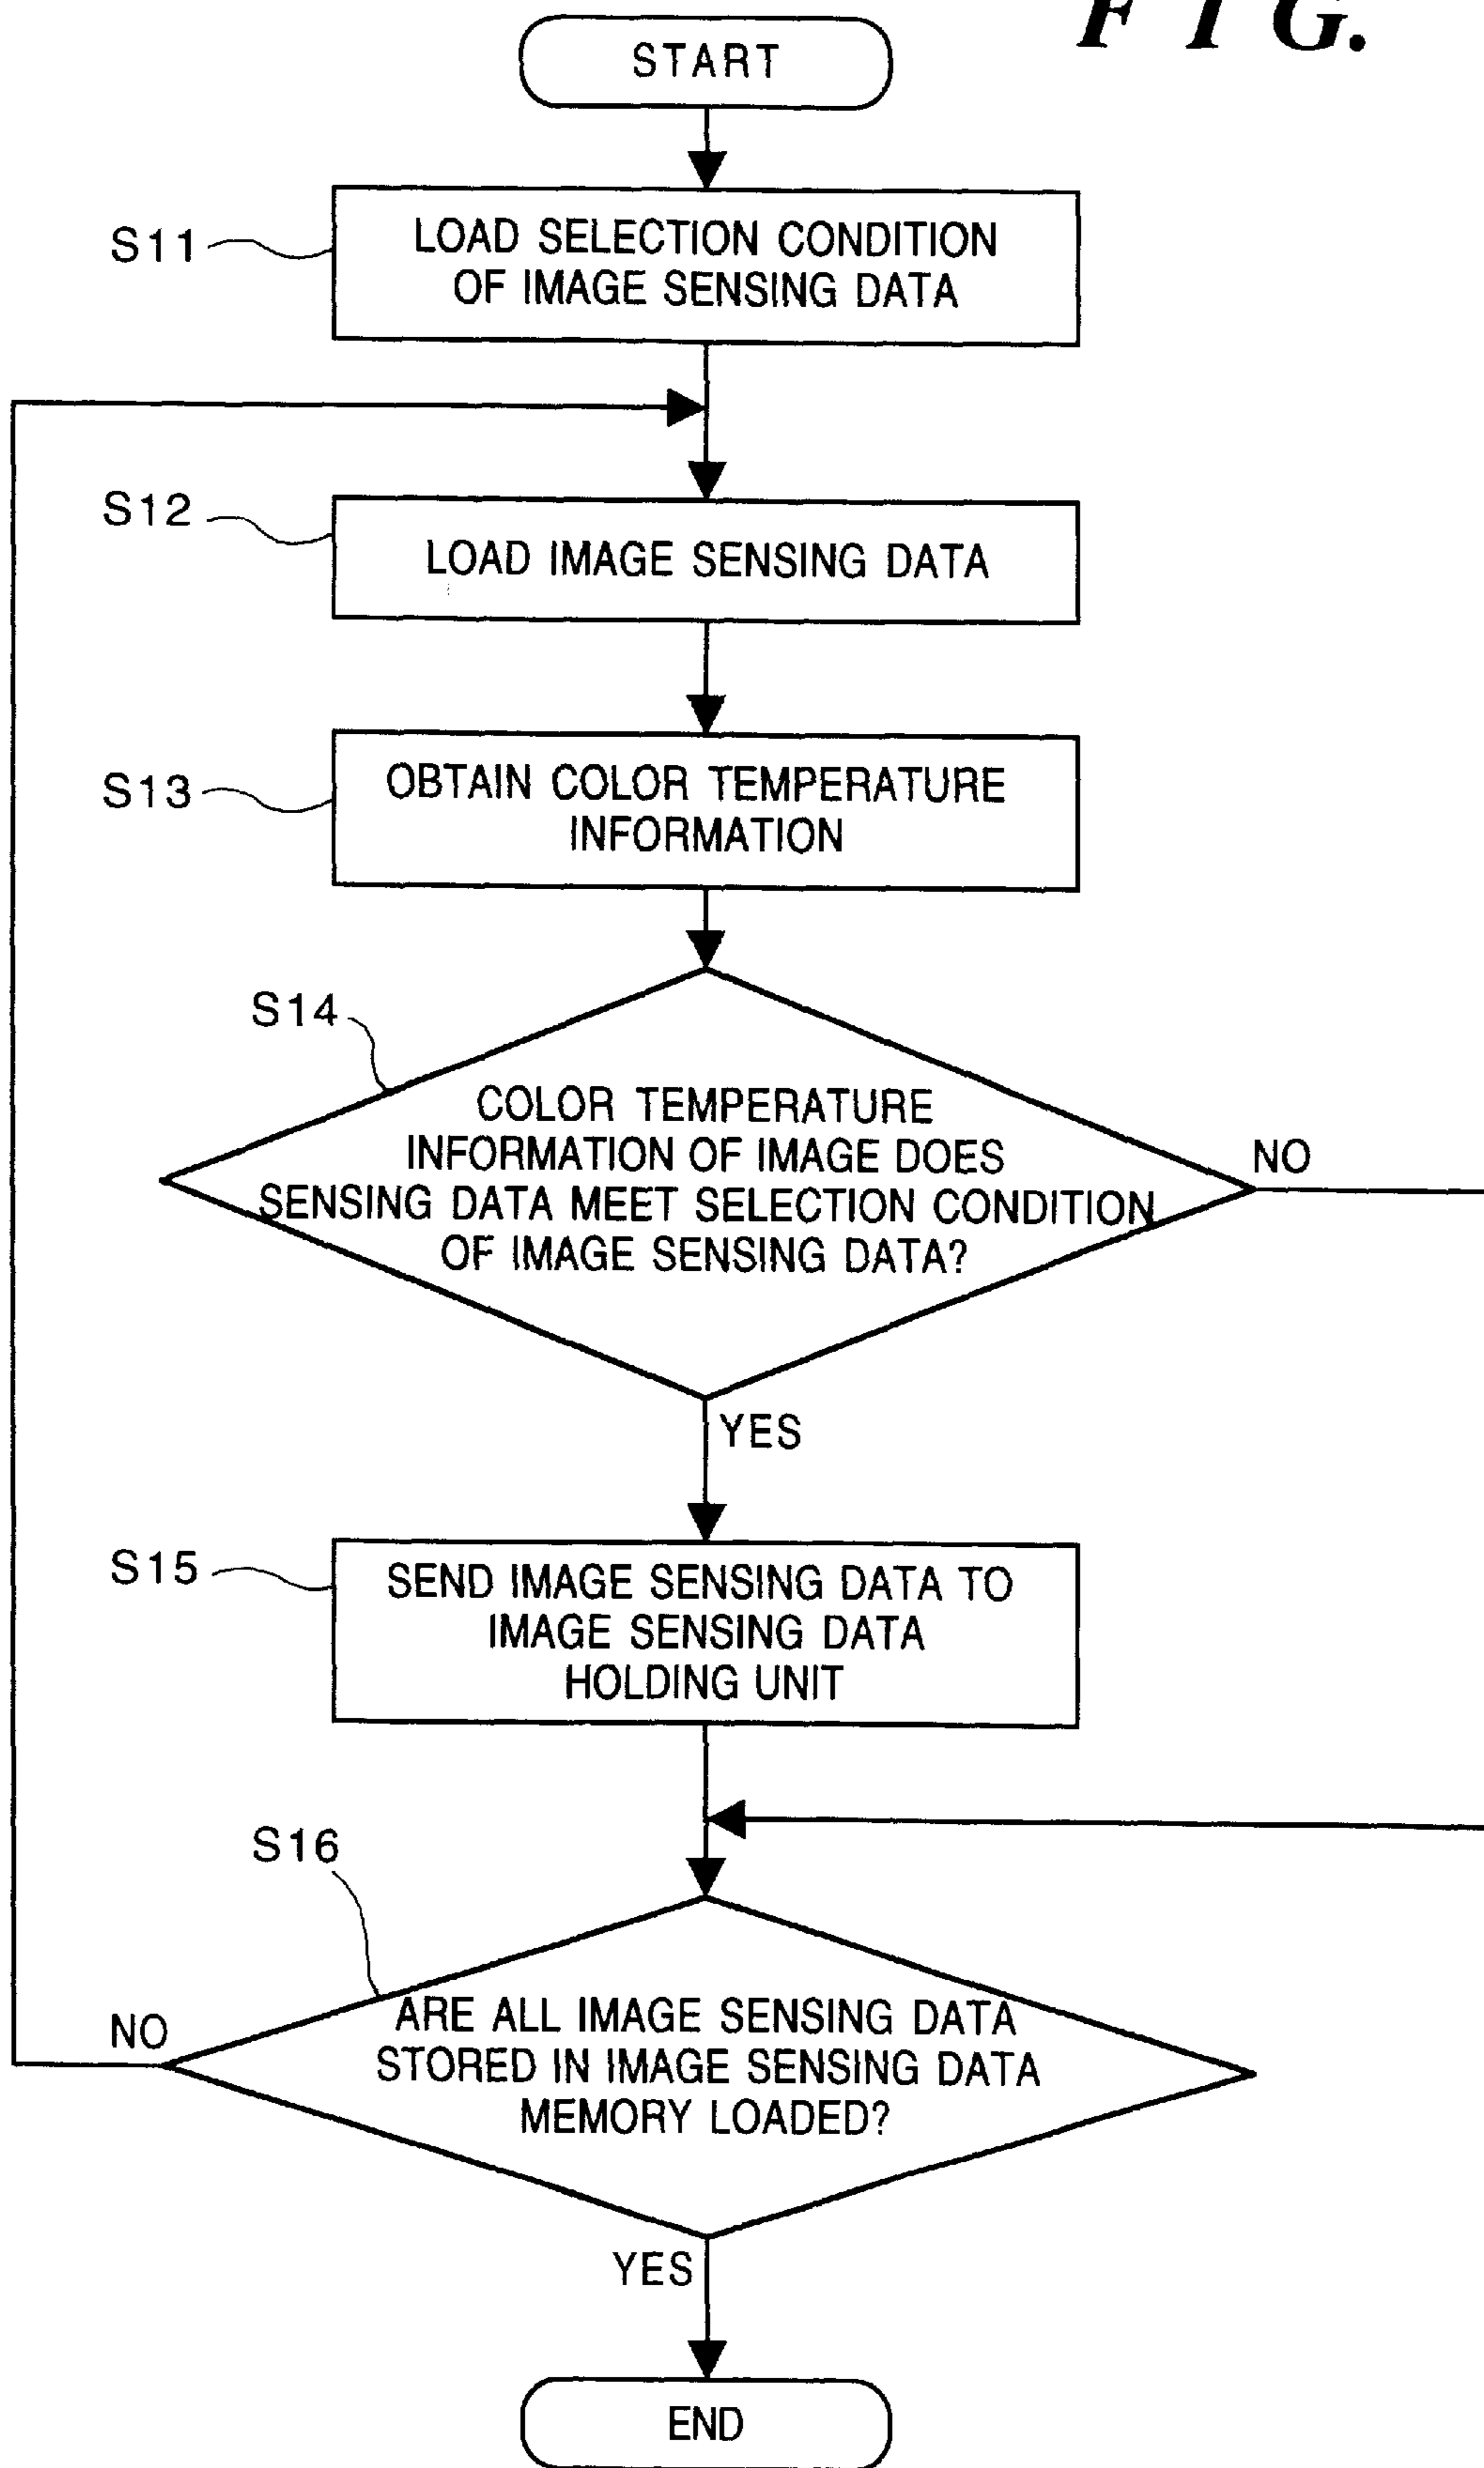 FIG.
START
S11
LOAD SELECTION CONDITION
OF IMAGE SENSING DATA
S12
LOAD IMAGE SENSING DATA
S13
OBTAIN COLOR TEMPERATURE
INFORMATION
S14
COLOR TEMPERATURE
INFORMATION OF IMAGE DOES
SENSING DATA MEET SELECTION CONDITION
OF IMAGE SENSING DATA?
NO
YES
S15
SEND IMAGE SENSING DATA TO
IMAGE SENSING DATA
HOLDING UNIT
S16
ARE ALL IMAGE SENSING DATA
STORED IN IMAGE SENSING DATA
MEMORY LOADED?
NO
YES
END